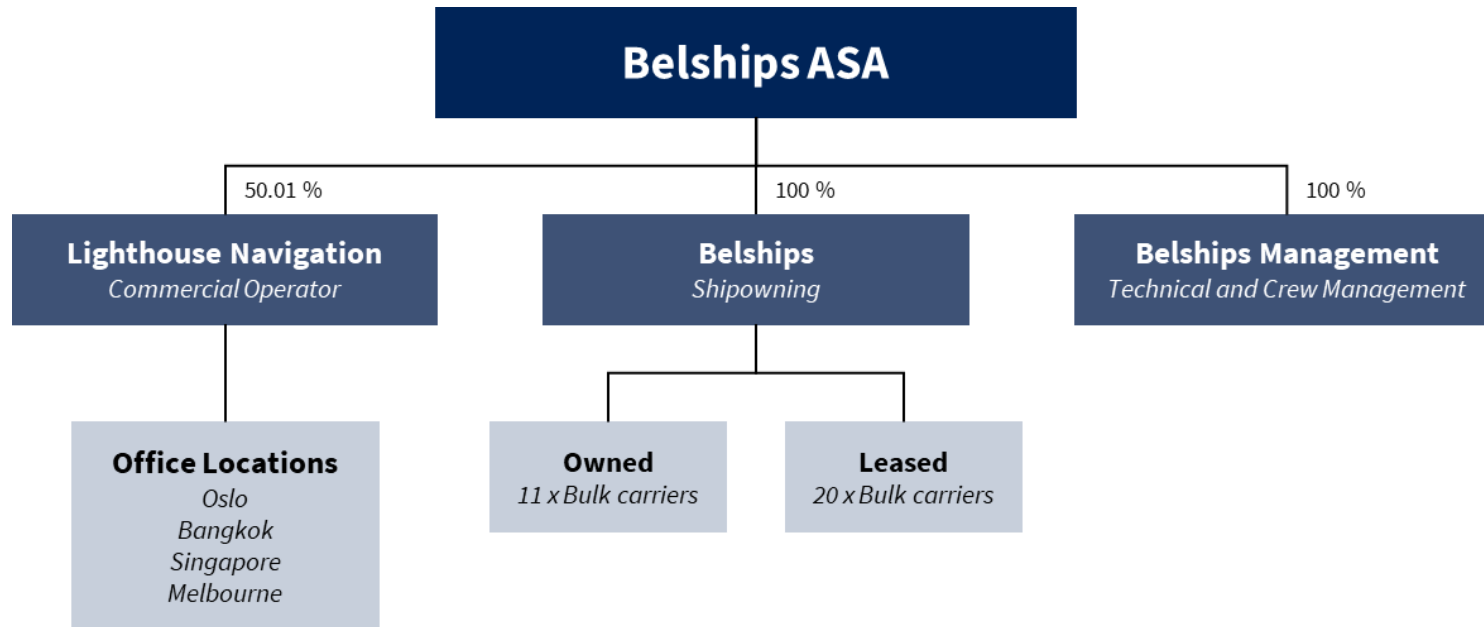 Belships ASA
50.01 %
100 %
100 %
Lighthouse Navigation
Commercial Operator
Belships
Shipowning
Belships Management
Technical and Crew Management
Office Locations
Oslo
Bangkok
Singapore
Melbourne
Owned
11 x Bulk carriers
Leased
20 x Bulk carriers